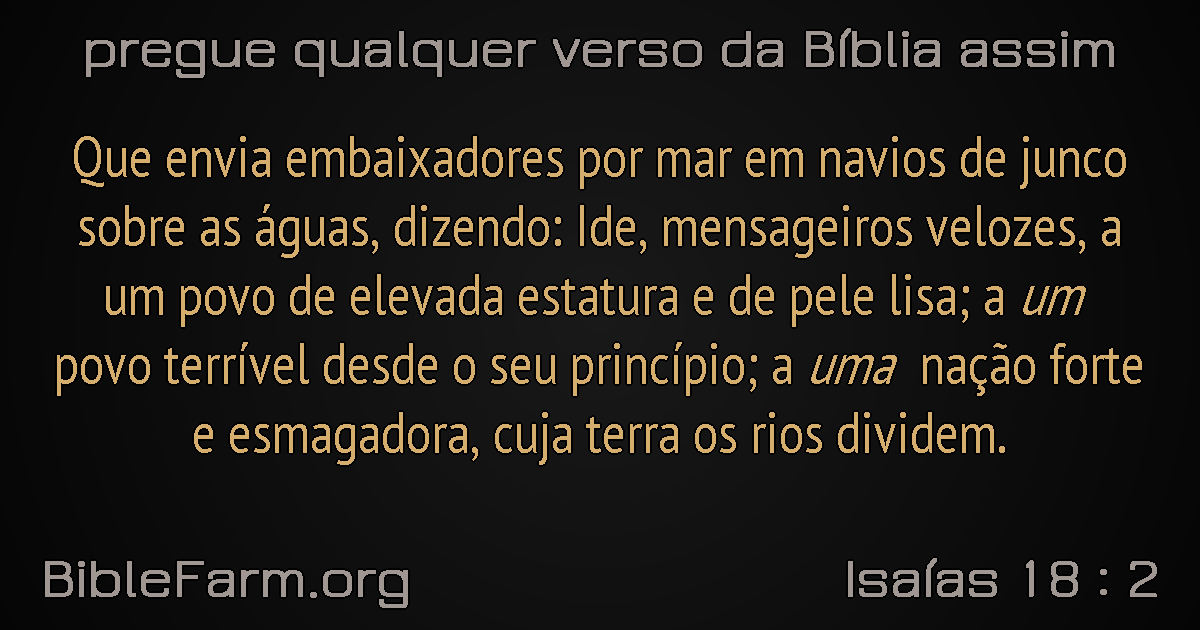 pregue qualquer verso da Bíblia assim
Que envia embaixadores por mar em navios de junco
sobre as águas, dizendo: Ide, mensageiros velozes, a
um povo de elevada estatura e de pele lisa; a um
povo terrível desde o seu princípio; a uma nação forte
e esmagadora, cuja terra os rios dividem.
BibleFarm.org
Isaías 18 : 2